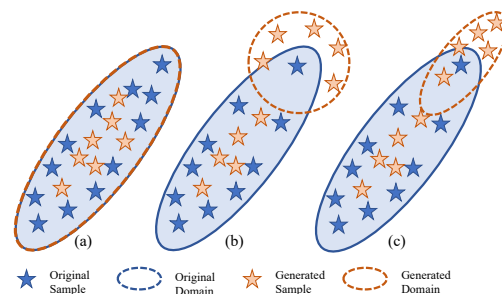 (a) (b) (c)
Original Original Generated Generated
Sample Domain Sample Domain